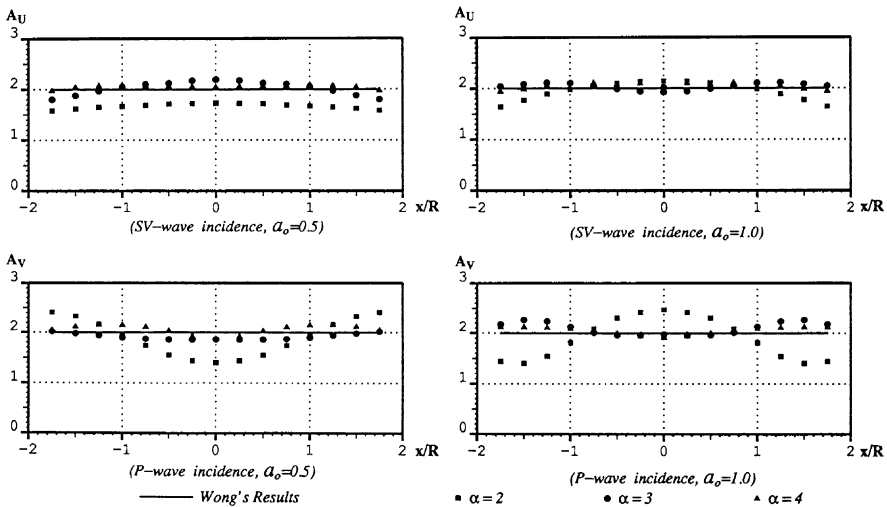 A_U
3
2
1
0
−2 −1 0 1 2 x/R
(SV−wave incidence, a_o=0.5)
A_U
3
2
1
0
−2 −1 0 1 2 x/R
(SV−wave incidence, a_o=1.0)
A_V
3
2
1
0
−2 −1 0 1 2 x/R
(P−wave incidence, a_o=0.5)
A_V
3
2
1
0
−2 −1 0 1 2 x/R
(P−wave incidence, a_o=1.0)
Wong's Results
α=2 α=3 α=4